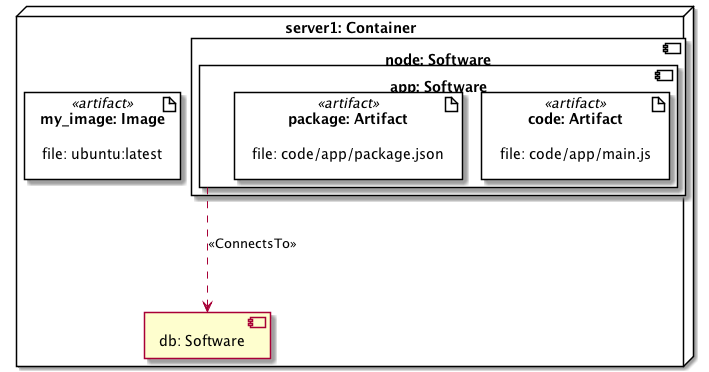 server1: Container
node: Software
app: Software
«artifact»
my_image: Image
file: ubuntu:latest
«artifact»
package: Artifact
file: code/app/package.json
«artifact»
code: Artifact
file: code/app/main.js
«ConnectsTo»
db: Software